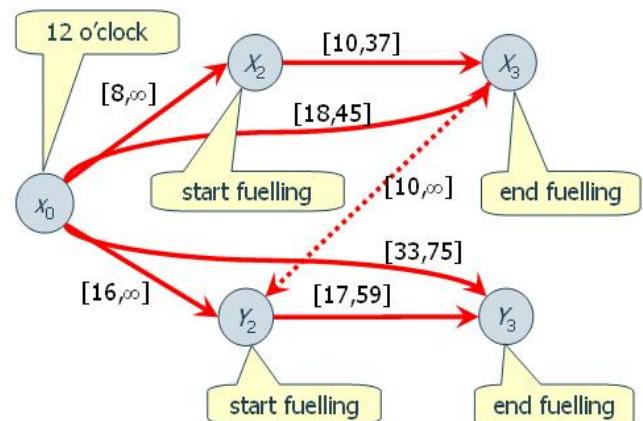 12 o'clock
[10,37]
X2
X3
[8,∞]
[18,45]
start fuelling
[10,∞]
end fuelling
x0
[33,75]
[16,∞]
[17,59]
Y2
Y3
start fuelling
end fuelling